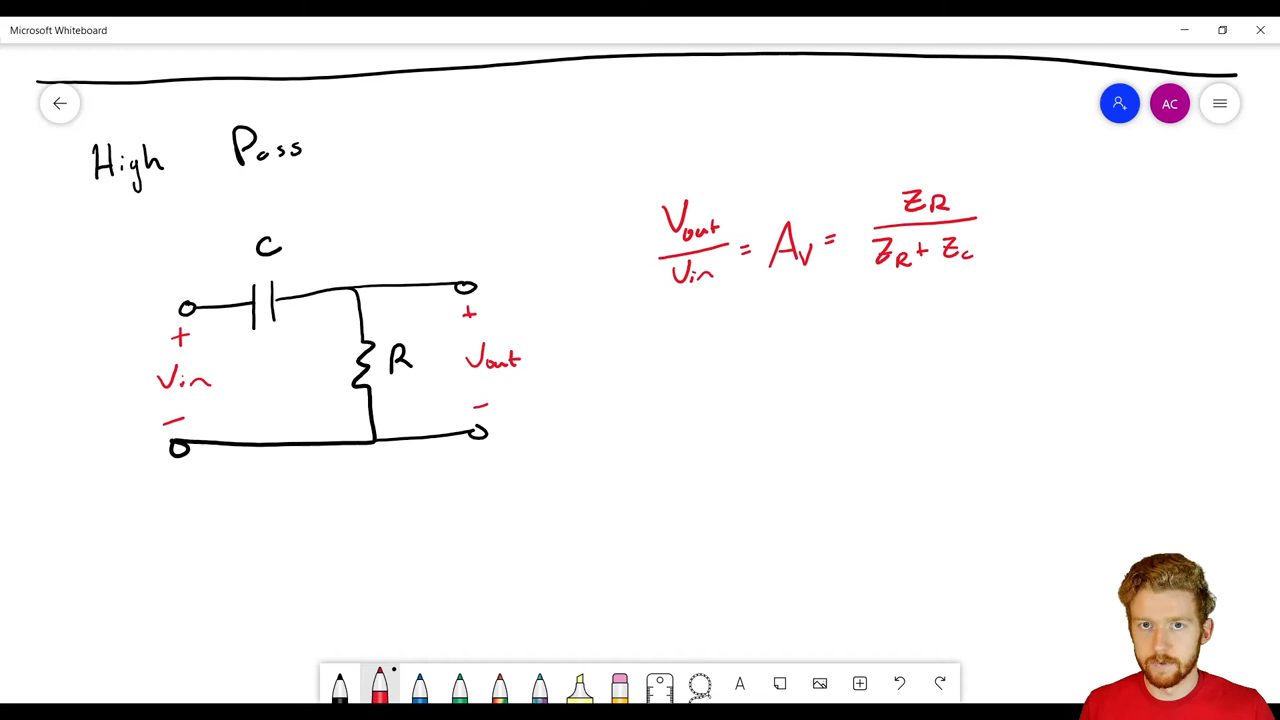 Microsoft Whiteboard
AC
High Pass
Vout/Vin = Av = ZR/(ZR + Zc)
C
+
+
R
Vin
Vout
-
-
A